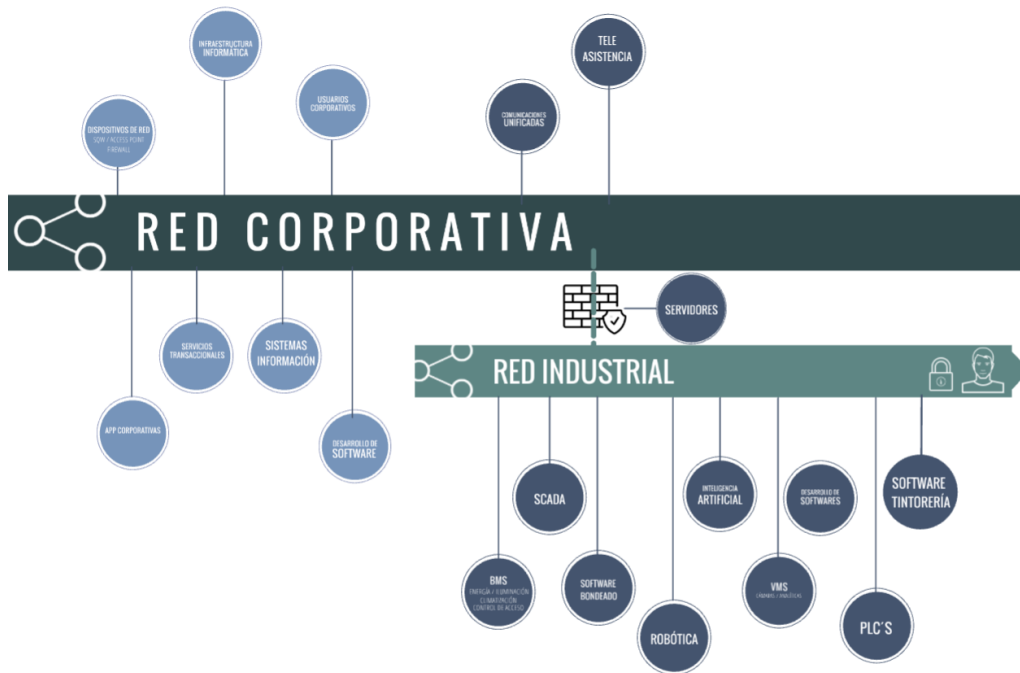 INFRAESTRUCTURA
INFORMÁTICA
TELE
ASISTENCIA
USUARIOS
CORPORATIVOS
COMUNICACIONES
UNIFICADAS
DISPOSITIVOS DE RED
/ ACCESS POINT
RED CORPORATIVA
SERVIDORES
SERVICIOS
TRANSACCIONALES
SISTEMAS
INFORMACIÓN
RED INDUSTRIAL
APP CORPORATIVAS
DESARROLLO DE
SOFTWARE
SCADA
INTELIGENCIA
ARTIFICIAL
DESARROLLO DE
SOFTWARES
SOFTWARE
TINTORERÍA
BMS
ENERGÍA / ILUMINACIÓN
CLIMATIZACIÓN
CONTROL DE ACCESO
SOFTWARE
BONDEADO
VMS
ROBÓTICA
PLC´S